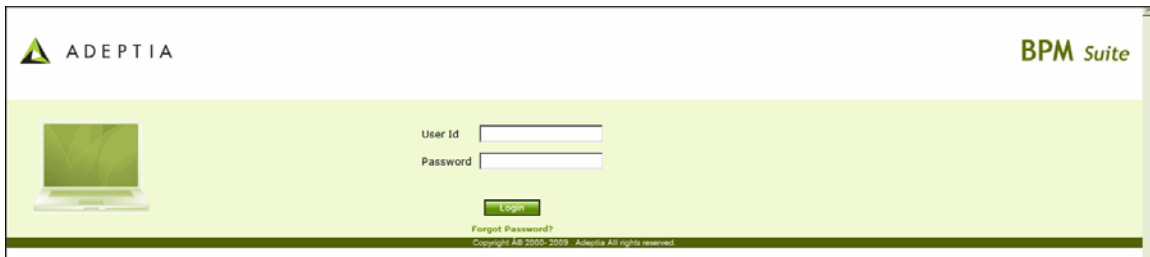 ADEPTIA
BPM Suite
User Id
Password
Login
Forgot Password?
Copyright Â® 2000- 2009 . Adeptia All rights reserved.